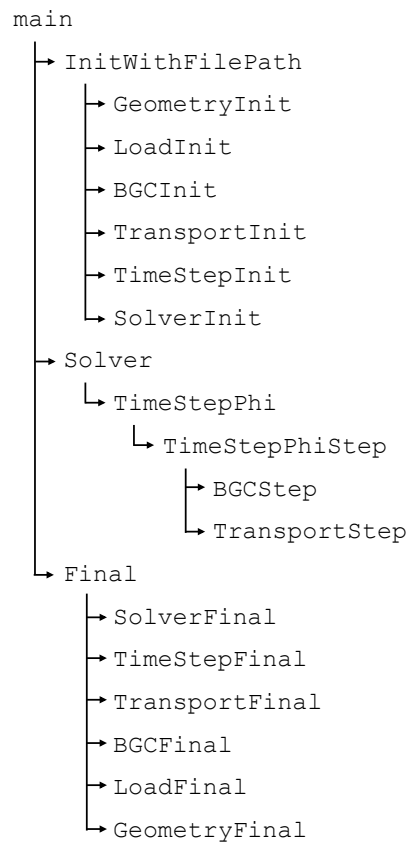 main
InitWithFilePath
GeometryInit
LoadInit
BGCInit
TransportInit
TimeStepInit
SolverInit
Solver
TimeStepPhi
TimeStepPhiStep
BGCStep
TransportStep
Final
SolverFinal
TimeStepFinal
TransportFinal
BGCFinal
LoadFinal
GeometryFinal